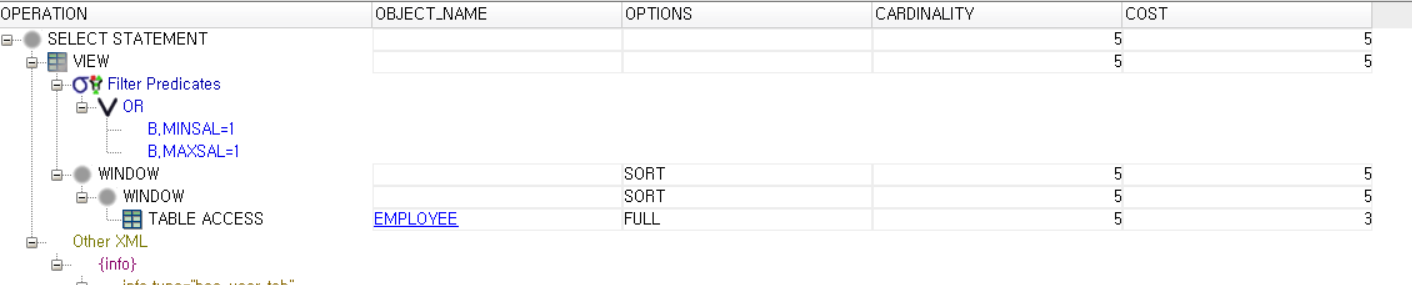 OPERATION OBJECT_NAME OPTIONS CARDINALITY COST
SELECT STATEMENT 5 5
VIEW 5 5
Filter Predicates
OR
B.MINSAL=1
B.MAXSAL=1
WINDOW SORT 5 5
WINDOW SORT 5 5
TABLE ACCESS EMPLOYEE FULL 5 3
Other XML
{info}